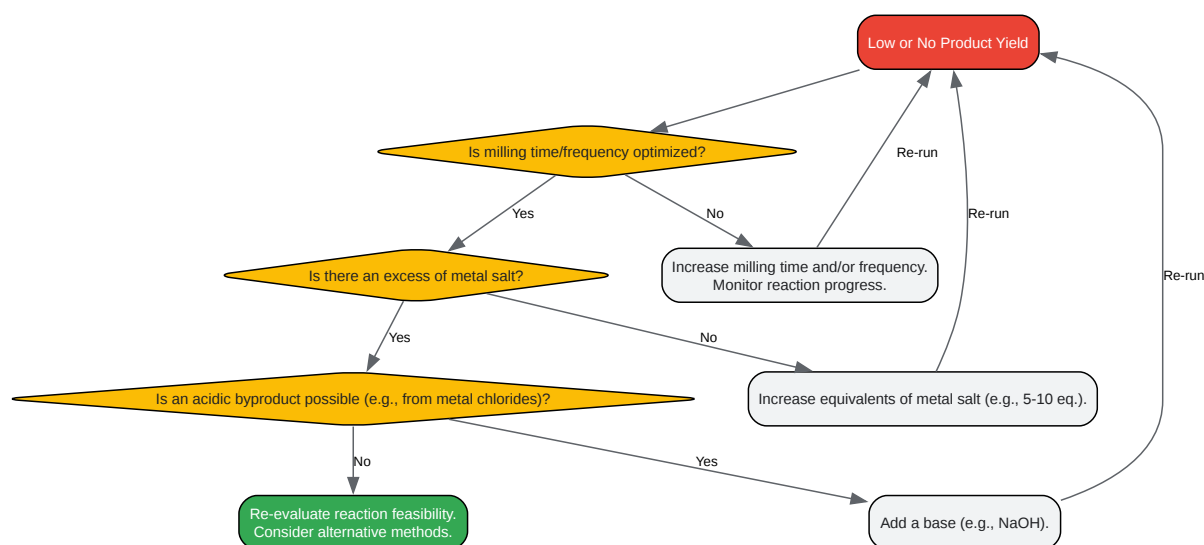 Low or No Product Yield
Is milling time/frequency optimized?
Re-run
Yes
No
Re-run
Increase milling time and/or frequency.
Monitor reaction progress.
Is there an excess of metal salt?
Re-run
Yes
No
Is an acidic byproduct possible (e.g., from metal chlorides)?
Increase equivalents of metal salt (e.g., 5-10 eq.).
No
Yes
Re-evaluate reaction feasibility.
Consider alternative methods.
Add a base (e.g., NaOH).